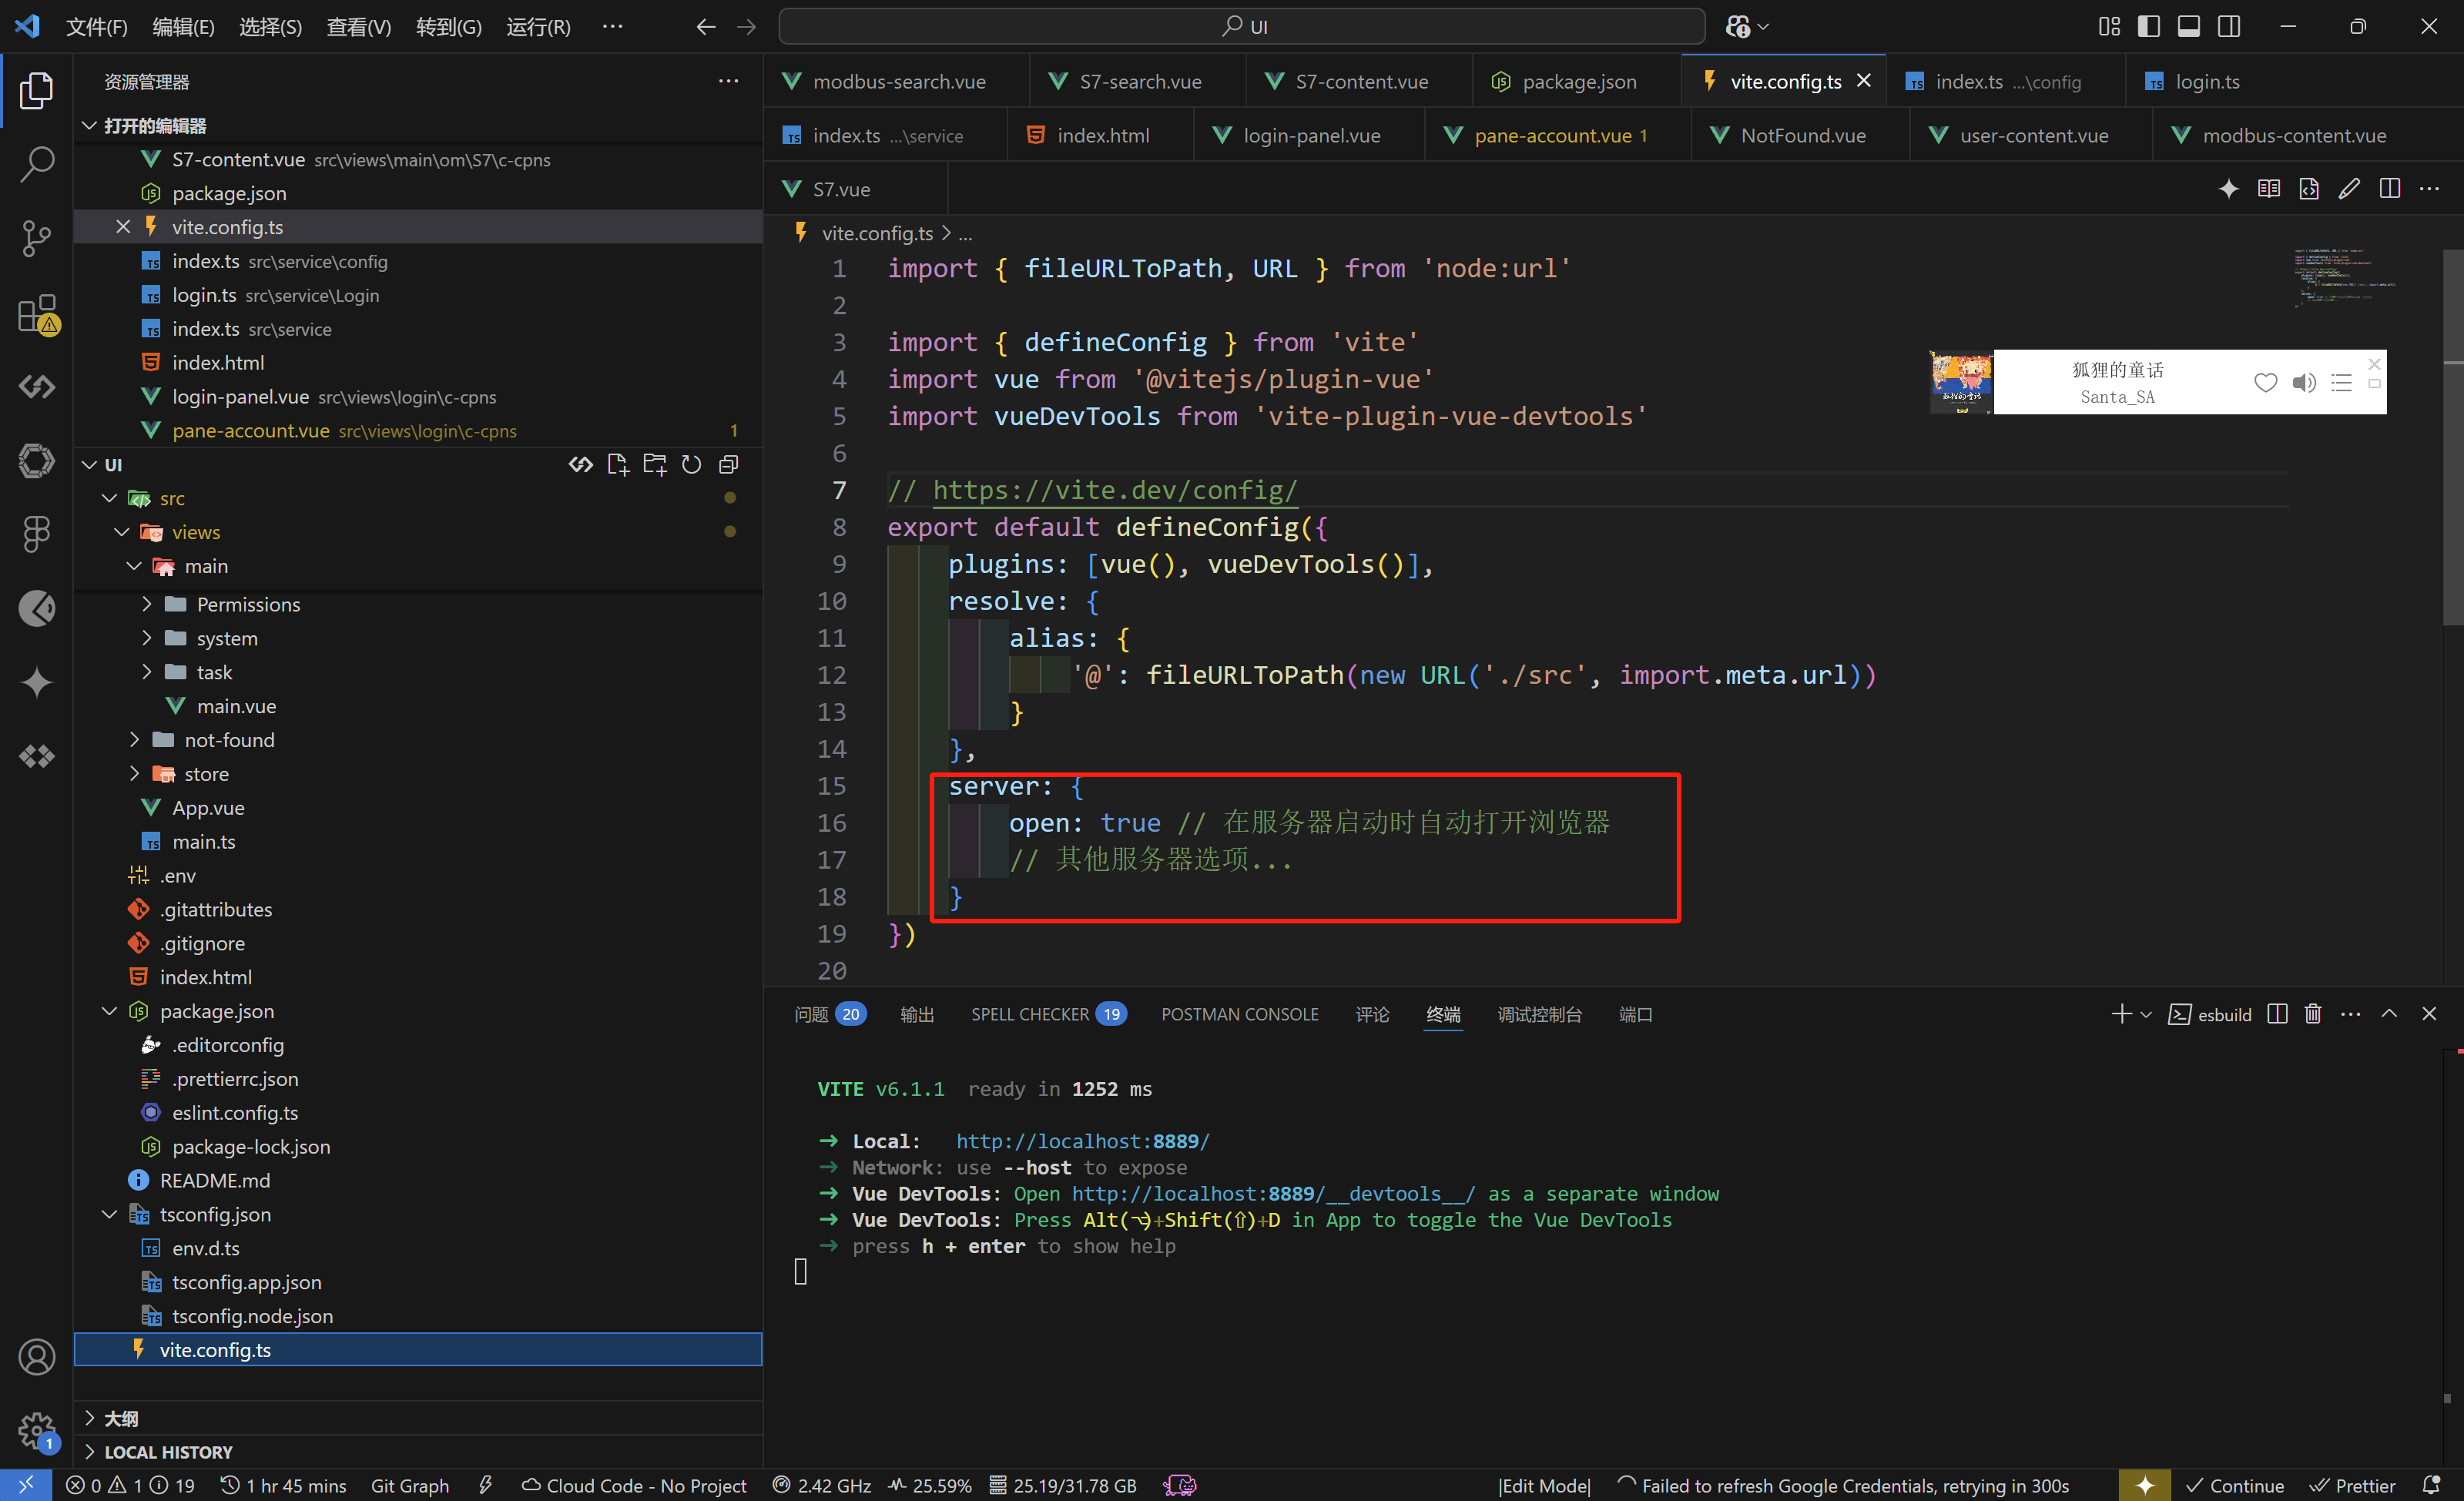 文件(F) 编辑(E) 选择(S) 查看(V) 转到(G) 运行(R) ··· UI
资源管理器
打开的编辑器
S7-content.vue src\views\main\om\S7\c-cpns
package.json
vite.config.ts
index.ts src\service\config
login.ts src\service\Login
index.ts src\service
index.html
login-panel.vue src\views\login\c-cpns
pane-account.vue src\views\login\c-cpns 1
UI
src
views
main
Permissions
system
task
main.vue
not-found
store
App.vue
main.ts
.env
.gitattributes
.gitignore
index.html
package.json
.editorconfig
.prettierrc.json
eslint.config.ts
package-lock.json
README.md
tsconfig.json
env.d.ts
tsconfig.app.json
tsconfig.node.json
vite.config.ts
大纲
LOCAL HISTORY
1
modbus-search.vue S7-search.vue S7-content.vue package.json vite.config.ts index.ts ...\config login.ts
index.ts ...\service index.html login-panel.vue pane-account.vue 1 NotFound.vue user-content.vue modbus-content.vue
S7.vue
vite.config.ts > ...
1 import { fileURLToPath, URL } from 'node:url'
2
3 import { defineConfig } from 'vite'
4 import vue from '@vitejs/plugin-vue'
5 import vueDevTools from 'vite-plugin-vue-devtools'
6
7 // https://vite.dev/config/
8 export default defineConfig({
9 plugins: [vue(), vueDevTools()],
10 resolve: {
11 alias: {
12 '@': fileURLToPath(new URL('./src', import.meta.url))
13 }
14 },
15 server: {
16 open: true // 在服务器启动时自动打开浏览器
17 // 其他服务器选项...
18 }
19 })
20
狐狸的童话
Santa_SA
问题 20 输出 SPELL CHECKER 19 POSTMAN CONSOLE 评论 终端 调试控制台 端口 esbuild
VITE v6.1.1 ready in 1252 ms
➜ Local: http://localhost:8889/
➜ Network: use --host to expose
➜ Vue DevTools: Open http://localhost:8889/__devtools__/ as a separate window
➜ Vue DevTools: Press Alt(⌥)+Shift(⇧)+D in App to toggle the Vue DevTools
➜ press h + enter to show help
0 1 19 1 hr 45 mins Git Graph Cloud Code - No Project 2.42 GHz 25.59% 25.19/31.78 GB |Edit Mode| Failed to refresh Google Credentials, retrying in 300s Continue Prettier